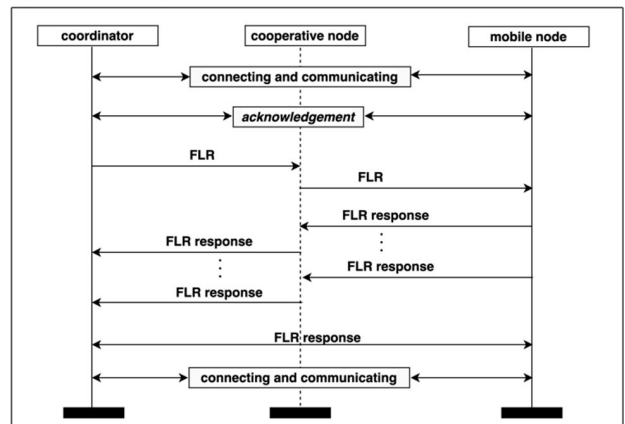 coordinator
cooperative node
mobile node
connecting and communicating
acknowledgement
FLR
FLR
FLR response
FLR response
FLR response
FLR response
FLR response
connecting and communicating